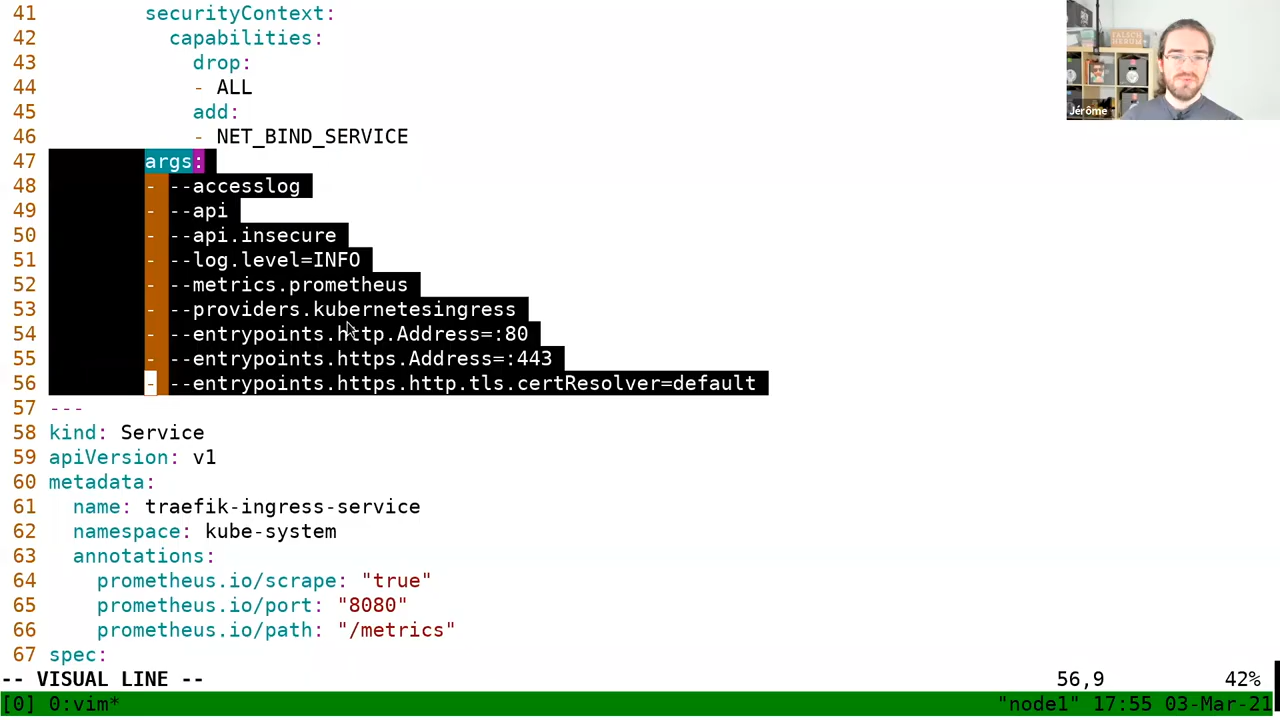 41         securityContext:
42           capabilities:
43             drop:
44             - ALL
45             add:
46             - NET_BIND_SERVICE
47         args:
48         - --accesslog
49         - --api
50         - --api.insecure
51         - --log.level=INFO
52         - --metrics.prometheus
53         - --providers.kubernetesingress
54         - --entrypoints.http.Address=:80
55         - --entrypoints.https.Address=:443
56         - --entrypoints.https.http.tls.certResolver=default
57 ---
58 kind: Service
59 apiVersion: v1
60 metadata:
61   name: traefik-ingress-service
62   namespace: kube-system
63   annotations:
64     prometheus.io/scrape: "true"
65     prometheus.io/port: "8080"
66     prometheus.io/path: "/metrics"
67 spec:
-- VISUAL LINE -- 56,9 42%
[0] 0:vim* "node1" 17:55 03-Mar-21
FALSCH
HERUM
Jérôme